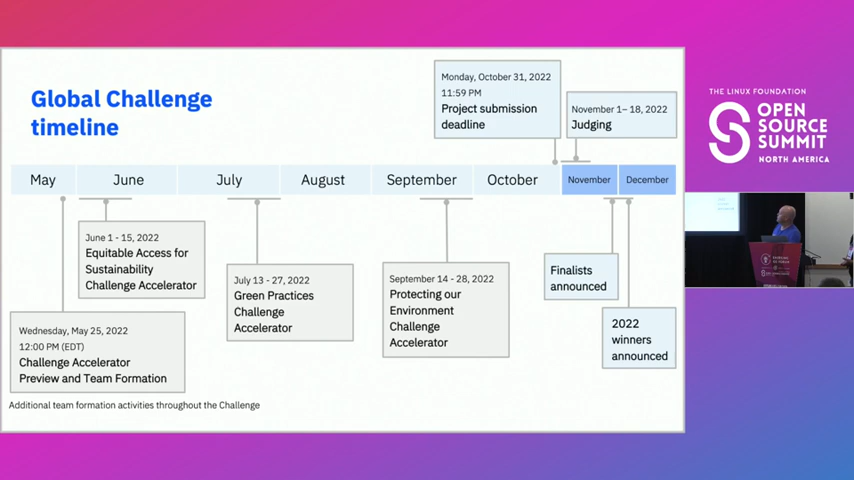 Global Challenge
timeline
Monday, October 31, 2022
11:59 PM
Project submission
deadline
November 1– 18, 2022
Judging
May
June
July
August
September
October
November
December
June 1 - 15, 2022
Equitable Access for
Sustainability
Challenge Accelerator
July 13 - 27, 2022
Green Practices
Challenge
Accelerator
September 14 - 28, 2022
Protecting our
Environment
Challenge
Accelerator
Finalists
announced
2022
winners
announced
Wednesday, May 25, 2022
12:00 PM (EDT)
Challenge Accelerator
Preview and Team Formation
Additional team formation activities throughout the Challenge
THE LINUX FOUNDATION
OPEN
SOURCE
SUMMIT
NORTH AMERICA